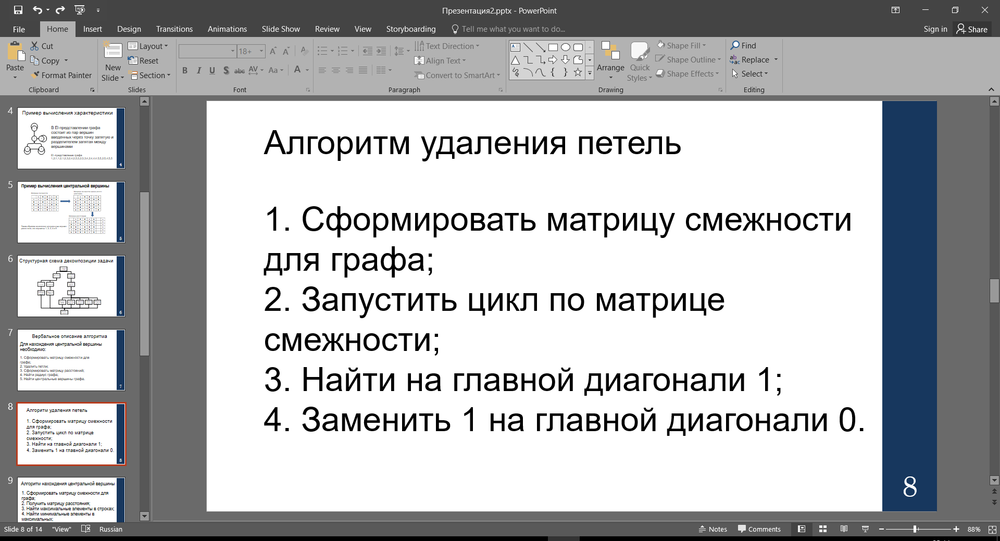 Презентация2.pptx - PowerPoint
File
Home
Insert
Design
Transitions
Animations
Slide Show
Review
View
Storyboarding
Tell me what you want to do...
Sign in
Share
Paste
Cut
Copy
Format Painter
Clipboard
New
Slide
Layout
Reset
Section
Slides
18+
B I U S abc AV Aa A
Font
Text Direction
Align Text
Convert to SmartArt
Paragraph
Arrange
Quick
Styles
Shape Fill
Shape Outline
Shape Effects
Drawing
Find
Replace
Select
Editing
4
Пример вычисления характеристики
В EI-представлении графа
состоит из пар вершин
введенных через точку запятую и
разделителем запятая между
вершинами
EI -представление графа
4
5
Пример вычисления центральной вершины
5
6
Структурная схема декомпозиции задачи
6
7
Вербальное описание алгоритма
Для нахождения центральной вершины
необходимо:
1. Сформировать матрицу смежности для
графа;
2. Удалить петли;
3. Сформировать матрицу расстояний;
4. Найти радиус графа;
5. Найти центральные вершины графа.
7
8
Алгоритм удаления петель
1. Сформировать матрицу смежности
для графа;
2. Запустить цикл по матрице
смежности;
3. Найти на главной диагонали 1;
4. Заменить 1 на главной диагонали 0.
8
9
Алгоритм нахождения центральной вершины
1. Сформировать матрицу смежности для
графа;
2. Получить матрицу расстояния;
3. Найти максимальные элементы в строках;
4. Найти минимальные элементы в
максимальных;
Алгоритм удаления петель
1. Сформировать матрицу смежности
для графа;
2. Запустить цикл по матрице
смежности;
3. Найти на главной диагонали 1;
4. Заменить 1 на главной диагонали 0.
8
Slide 8 of 14
"View"
Russian
Notes
Comments
88%